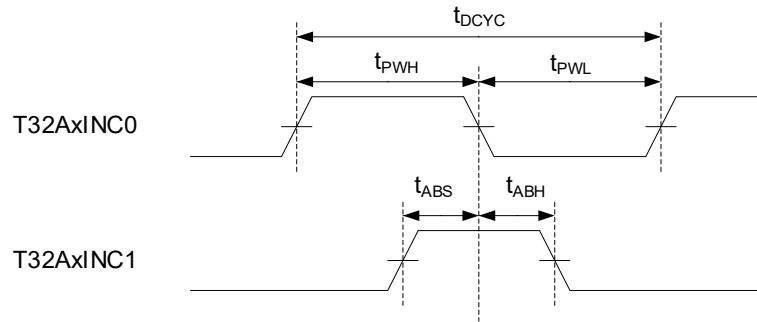 tDCYC
tPWH tPWL
T32AxINC0
tABS tABH
T32AxINC1